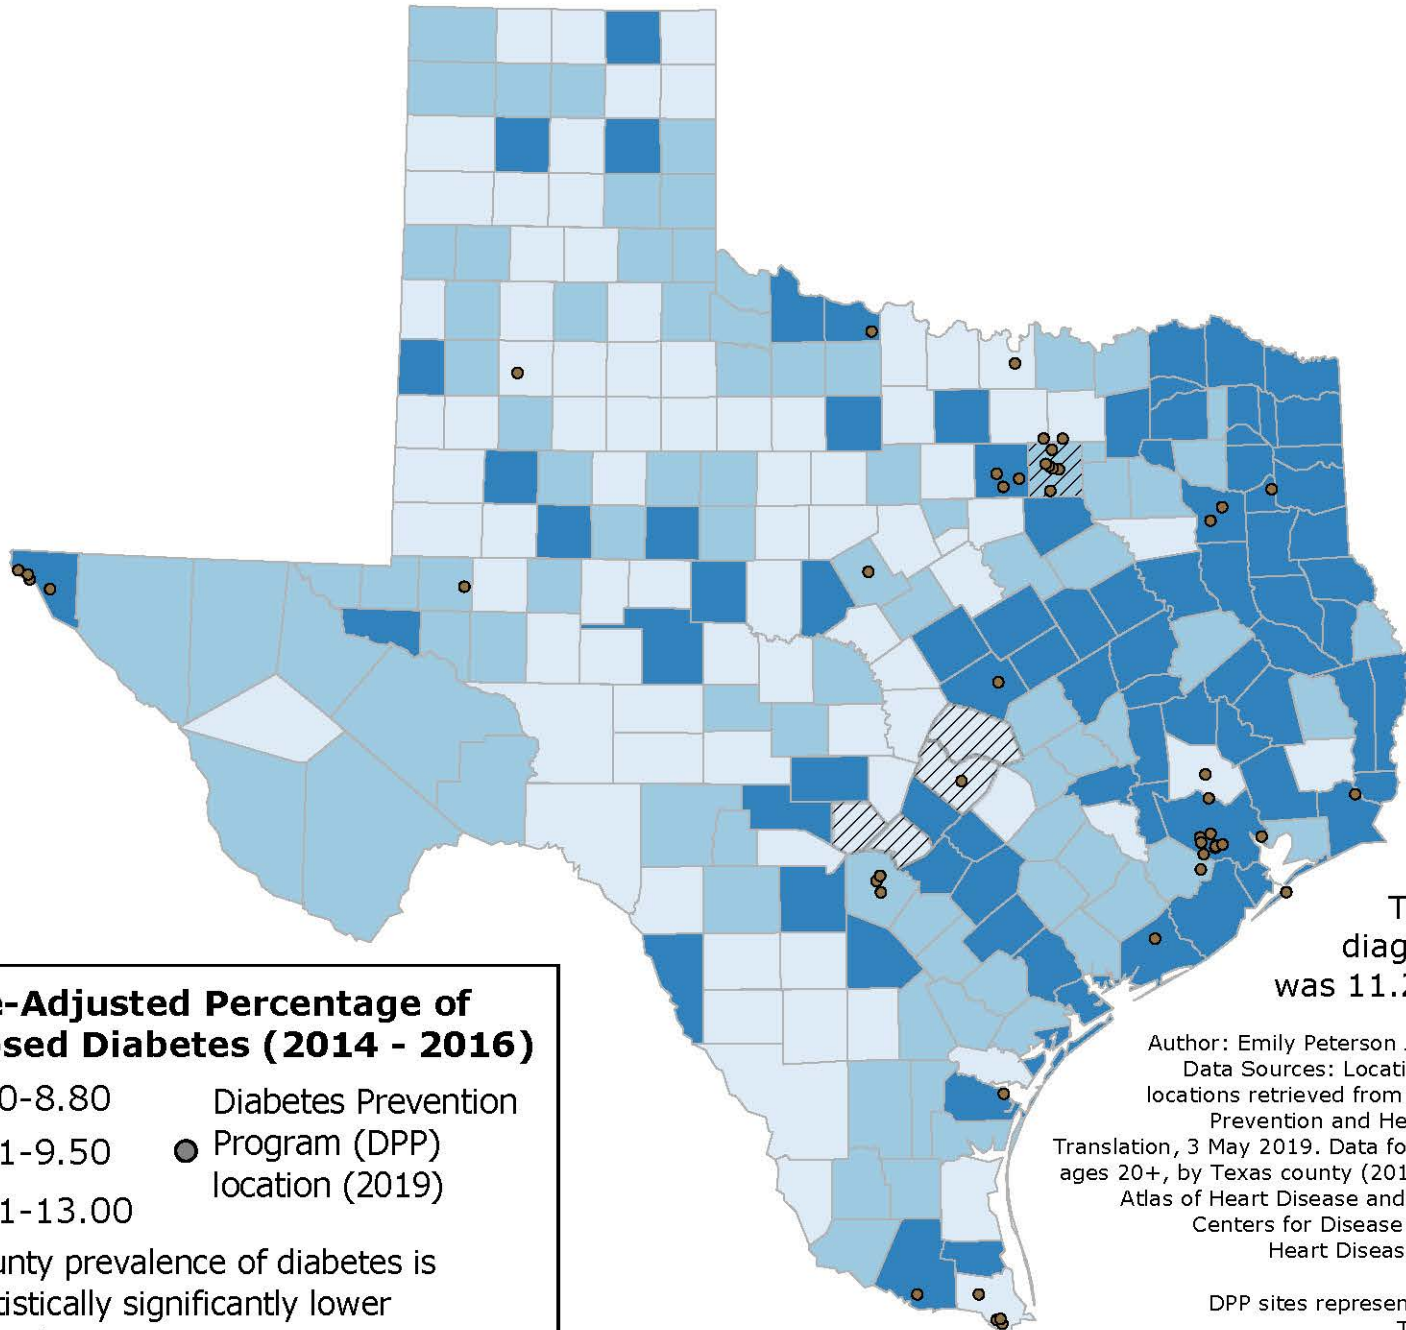 e-Adjusted Percentage of
osed Diabetes (2014 - 2016)
0-8.80
1-9.50
1-13.00
Diabetes Prevention
Program (DPP)
location (2019)
unty prevalence of diabetes is
tistically significantly lower
T
diag
was 11.2
Author: Emily Peterson
Data Sources: Locati
locations retrieved from
Prevention and He
Translation, 3 May 2019. Data fo
ages 20+, by Texas county (201
Atlas of Heart Disease and
Centers for Disease
Heart Diseas
DPP sites represen
T